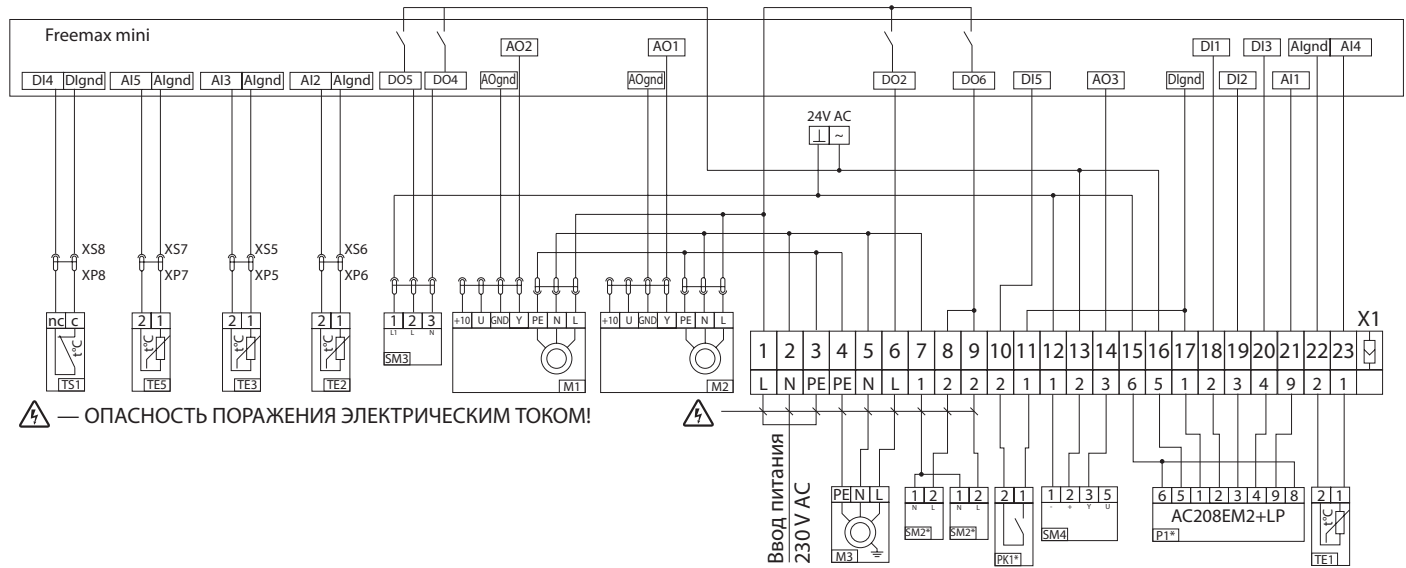 Freemax mini
AO2 AO1 DI1 DI3 AIgnd AI4
DI4 DIgnd AI5 AIgnd AI3 AIgnd AI2 AIgnd DO5 DO4 AOgnd AOgnd DO2 DO6 DI5 AO3 DIgnd DI2 AI1
24V AC
⊥ ~
XS8 XS7 XS5 XS6
XP8 XP7 XP5 XP6
nc c 2 1 2 1 2 1 1 2 3 +10 U GND Y PE N L +10 U GND Y PE N L
L1 L N
t°C t°C t°C t°C
SM3
TS1 TE5 TE3 TE2 M1 M2
X1
1 2 3 4 5 6 7 8 9 10 11 12 13 14 15 16 17 18 19 20 21 22 23
L N PE PE N L 1 2 2 2 1 1 2 3 6 5 1 2 3 4 9 2 1
— ОПАСНОСТЬ ПОРАЖЕНИЯ ЭЛЕКТРИЧЕСКИМ ТОКОМ!
Ввод питания
230 V AC
PE N L 1 2 1 2 2 1 1 2 3 5 6 5 1 2 3 4 9 8 2 1
N L N L - + Y U
AC208EM2+LP
t°C
M3 SM2* SM2* PK1* SM4 P1* TE1